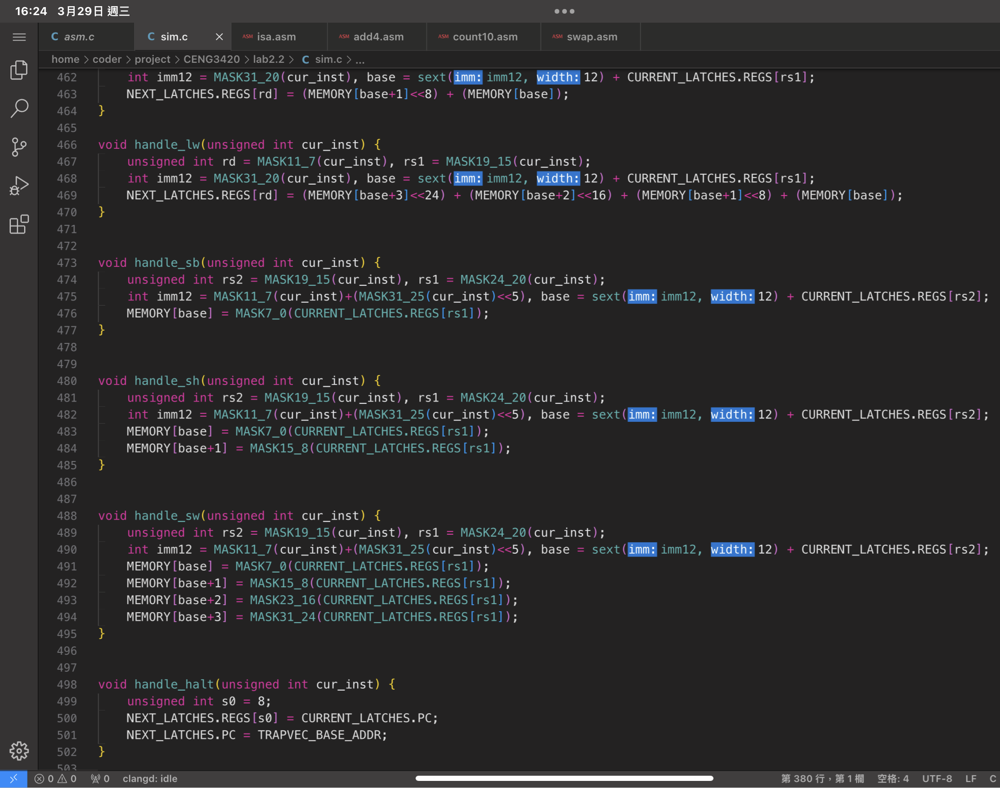 16:24 3月29日 週三
C asm.c
C sim.c
ASM isa.asm
ASM add4.asm
ASM count10.asm
ASM swap.asm
home > coder > project > CENG3420 > lab2.2 > C sim.c > ...
462     int imm12 = MASK31_20(cur_inst), base = sext(imm: imm12, width: 12) + CURRENT_LATCHES.REGS[rs1];
463     NEXT_LATCHES.REGS[rd] = (MEMORY[base+1]<<8) + (MEMORY[base]);
464 }
465
466 void handle_lw(unsigned int cur_inst) {
467     unsigned int rd = MASK11_7(cur_inst), rs1 = MASK19_15(cur_inst);
468     int imm12 = MASK31_20(cur_inst), base = sext(imm: imm12, width: 12) + CURRENT_LATCHES.REGS[rs1];
469     NEXT_LATCHES.REGS[rd] = (MEMORY[base+3]<<24) + (MEMORY[base+2]<<16) + (MEMORY[base+1]<<8) + (MEMORY[base]);
470 }
471
472
473 void handle_sb(unsigned int cur_inst) {
474     unsigned int rs2 = MASK19_15(cur_inst), rs1 = MASK24_20(cur_inst);
475     int imm12 = MASK11_7(cur_inst)+(MASK31_25(cur_inst)<<5), base = sext(imm: imm12, width: 12) + CURRENT_LATCHES.REGS[rs2];
476     MEMORY[base] = MASK7_0(CURRENT_LATCHES.REGS[rs1]);
477 }
478
479
480 void handle_sh(unsigned int cur_inst) {
481     unsigned int rs2 = MASK19_15(cur_inst), rs1 = MASK24_20(cur_inst);
482     int imm12 = MASK11_7(cur_inst)+(MASK31_25(cur_inst)<<5), base = sext(imm: imm12, width: 12) + CURRENT_LATCHES.REGS[rs2];
483     MEMORY[base] = MASK7_0(CURRENT_LATCHES.REGS[rs1]);
484     MEMORY[base+1] = MASK15_8(CURRENT_LATCHES.REGS[rs1]);
485 }
486
487
488 void handle_sw(unsigned int cur_inst) {
489     unsigned int rs2 = MASK19_15(cur_inst), rs1 = MASK24_20(cur_inst);
490     int imm12 = MASK11_7(cur_inst)+(MASK31_25(cur_inst)<<5), base = sext(imm: imm12, width: 12) + CURRENT_LATCHES.REGS[rs2];
491     MEMORY[base] = MASK7_0(CURRENT_LATCHES.REGS[rs1]);
492     MEMORY[base+1] = MASK15_8(CURRENT_LATCHES.REGS[rs1]);
493     MEMORY[base+2] = MASK23_16(CURRENT_LATCHES.REGS[rs1]);
494     MEMORY[base+3] = MASK31_24(CURRENT_LATCHES.REGS[rs1]);
495 }
496
497
498 void handle_halt(unsigned int cur_inst) {
499     unsigned int s0 = 8;
500     NEXT_LATCHES.REGS[s0] = CURRENT_LATCHES.PC;
501     NEXT_LATCHES.PC = TRAPVEC_BASE_ADDR;
502 }
503
0 0 0 clangd: idle 第 380 行，第 1 欄 空格: 4 UTF-8 LF C